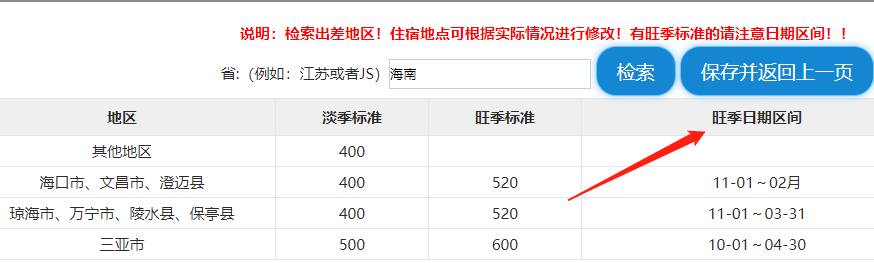 说明：检索出差地区！住宿地点可根据实际情况进行修改！有旺季标准的请注意日期区间！！
省：(例如：江苏或者JS) 海南 检索 保存并返回上一页
地区 淡季标准 旺季标准 旺季日期区间
其他地区 400
海口市、文昌市、澄迈县 400 520 11-01～02月
琼海市、万宁市、陵水县、保亭县 400 520 11-01～03-31
三亚市 500 600 10-01～04-30